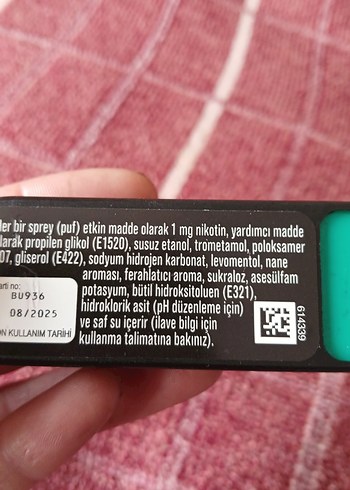 Her bir sprey (puf) etkin madde olarak 1 mg nikotin, yardımcı madde
olarak propilen glikol (E1520), susuz etanol, trometamol, poloksamer
07, gliserol (E422), sodyum hidrojen karbonat, levomentol, nane
aroması, ferahlatıcı aroma, sukraloz, asesülfam
potasyum, bütil hidroksitoluen (E321),
hidroklorik asit (pH düzenleme için)
ve saf su içerir (ilave bilgi için
kullanma talimatına bakınız).
arti no:
BU936
08/2025
ON KULLANIM TARİHİ
614339